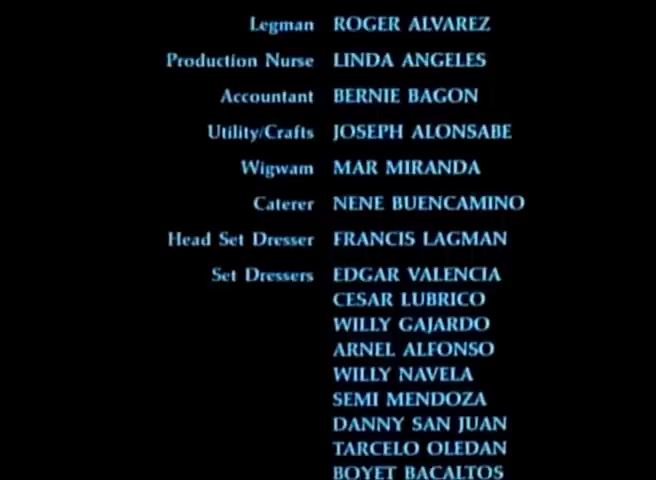 Legman ROGER ALVAREZ
Production Nurse LINDA ANGELES
Accountant BERNIE BAGON
Utility/Crafts JOSEPH ALONSABE
Wigwam MAR MIRANDA
Caterer NENE BUENCAMINO
Head Set Dresser FRANCIS LAGMAN
Set Dressers EDGAR VALENCIA
CESAR LUBRICO
WILLY GAJARDO
ARNEL ALFONSO
WILLY NAVELA
SEMI MENDOZA
DANNY SAN JUAN
TARCELO OLEDAN
BOYET BACALTOS